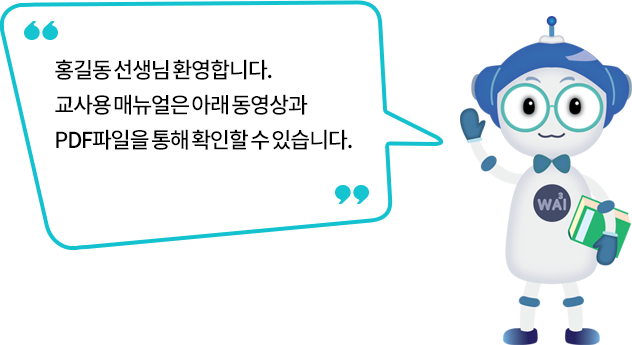 홍길동 선생님 환영합니다.
교사용 매뉴얼은 아래 동영상과
PDF파일을 통해 확인할 수 있습니다.
WAI3